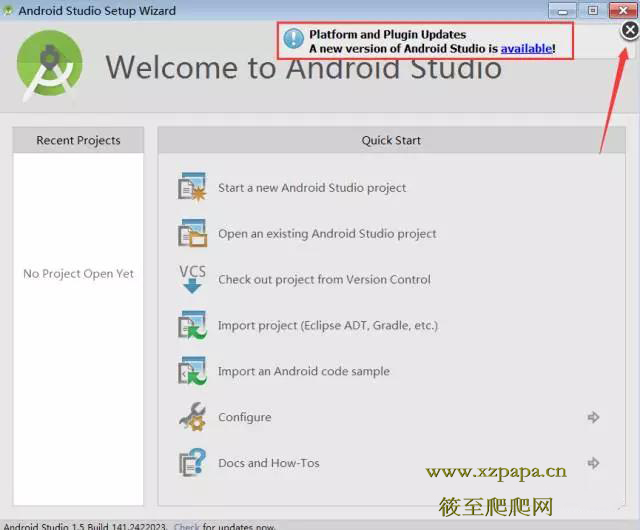 Android Studio Setup Wizard
Platform and Plugin Updates
A new version of Android Studio is available!
Welcome to Android Studio
Recent Projects
Quick Start
Start a new Android Studio project
Open an existing Android Studio project
No Project Open Yet
VCS
Check out project from Version Control
Import project (Eclipse ADT, Gradle, etc.)
Import an Android code sample
Configure
Docs and How-Tos
www.xzpapa.cn
筱至爬爬网
Android Studio 1.5 Build 141.2422023. Check for updates now.